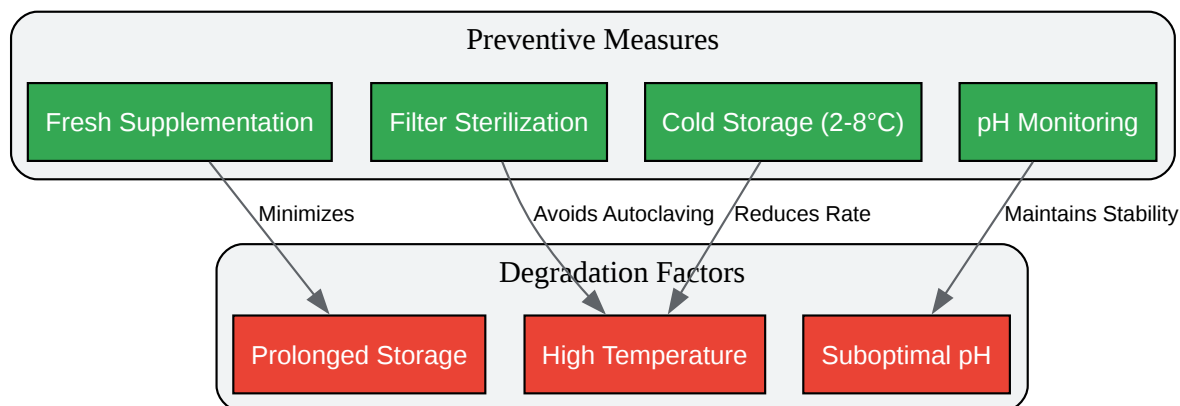 Preventive Measures
Fresh Supplementation
Filter Sterilization
Cold Storage (2-8°C)
pH Monitoring
Minimizes
Avoids Autoclaving
Reduces Rate
Maintains Stability
Degradation Factors
Prolonged Storage
High Temperature
Suboptimal pH